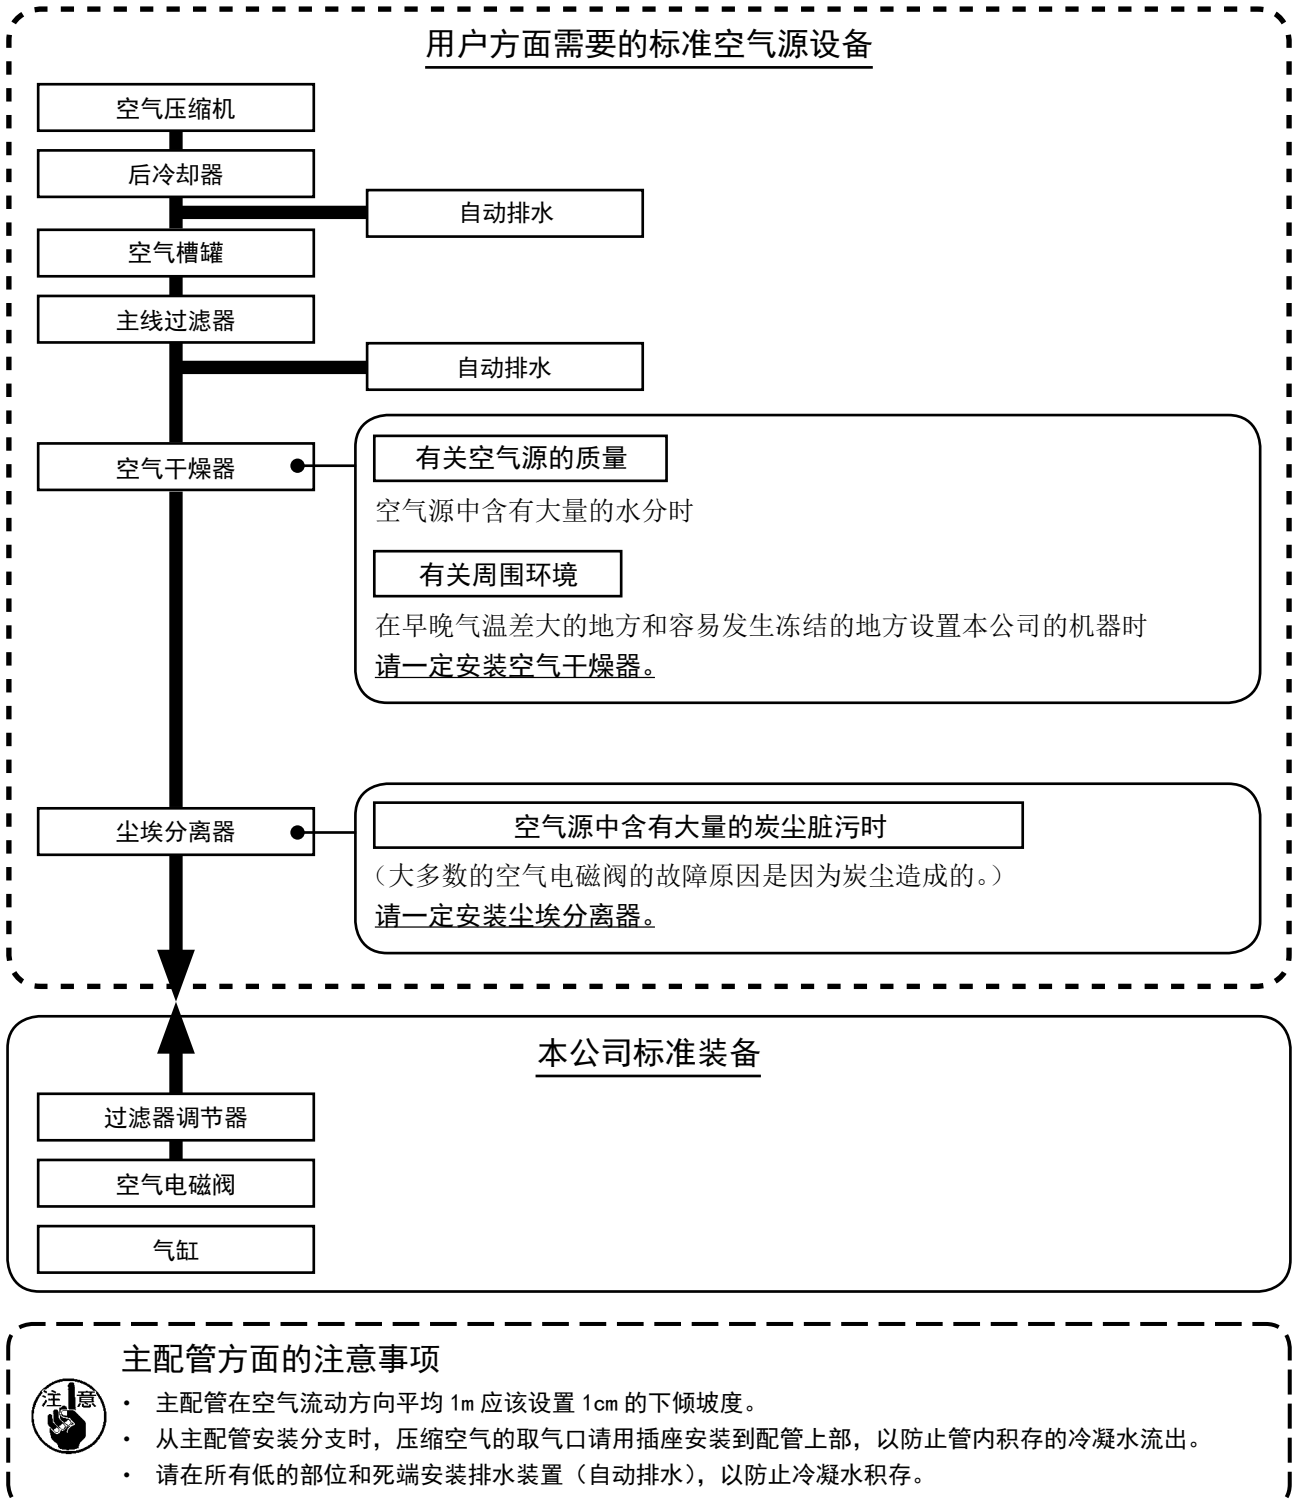 用户方面需要的标准空气源设备
空气压缩机
后冷却器
自动排水
空气槽罐
主线过滤器
自动排水
空气干燥器
有关空气源的质量
空气源中含有大量的水分时
有关周围环境
在早晚气温差大的地方和容易发生冻结的地方设置本公司的机器时
请一定安装空气干燥器。
尘埃分离器
空气源中含有大量的炭尘脏污时
（大多数的空气电磁阀的故障原因是因为炭尘造成的。）
请一定安装尘埃分离器。
本公司标准装备
过滤器调节器
空气电磁阀
气缸
主配管方面的注意事项
注意
・ 主配管在空气流动方向平均 1m 应该设置 1cm 的下倾坡度。
・ 从主配管安装分支时，压缩空气的取气口请用插座安装到配管上部，以防止管内积存的冷凝水流出。
・ 请在所有低的部位和死端安装排水装置（自动排水），以防止冷凝水积存。